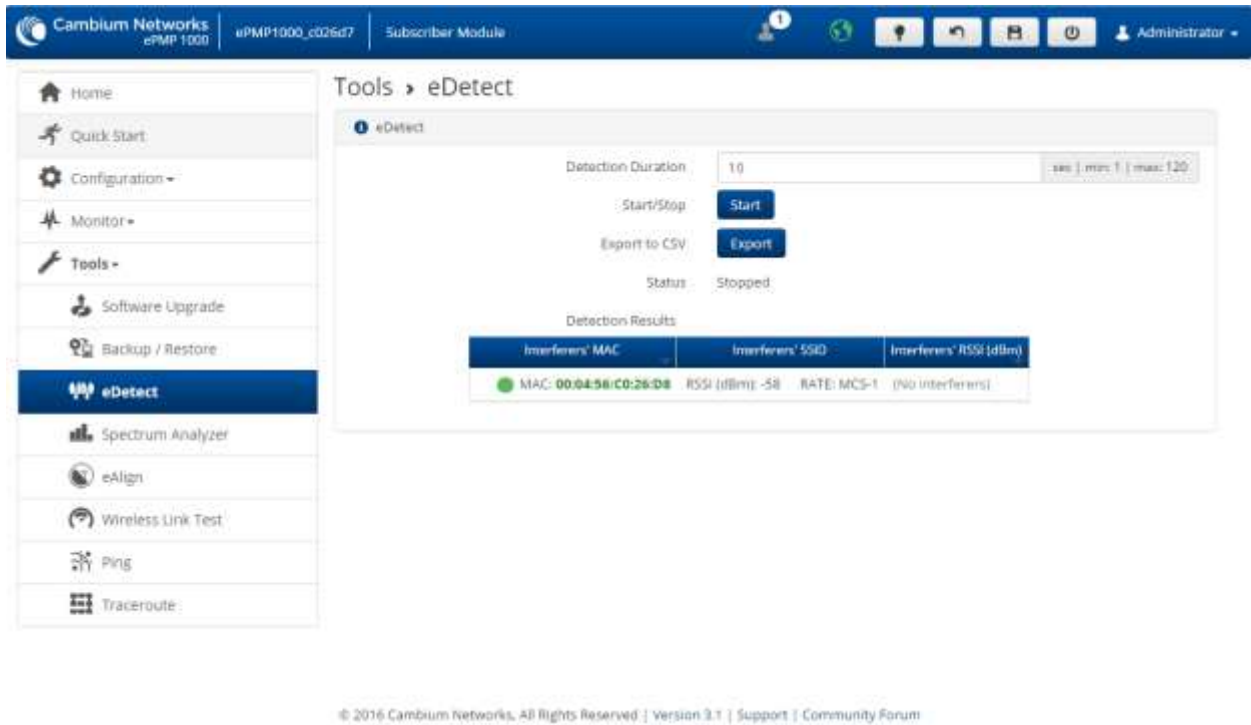 Cambium Networks
ePMP 1000
ePMP1000_c026d7
Subscriber Module
1
Administrator
Home
Quick Start
Configuration
Monitor
Tools
Software Upgrade
Backup / Restore
eDetect
Spectrum Analyzer
eAlign
Wireless Link Test
Ping
Traceroute
Tools › eDetect
eDetect
Detection Duration 10 sec | min: 1 | max: 120
Start/Stop Start
Export to CSV Export
Status Stopped
Detection Results
Interferers' MAC Interferers' SSID Interferers' RSSI (dBm)
MAC: 00:04:56:C0:26:D8 RSSI (dBm): -58 RATE: MCS-1 (No interferers)
© 2016 Cambium Networks, All Rights Reserved | Version 3.1 | Support | Community Forum